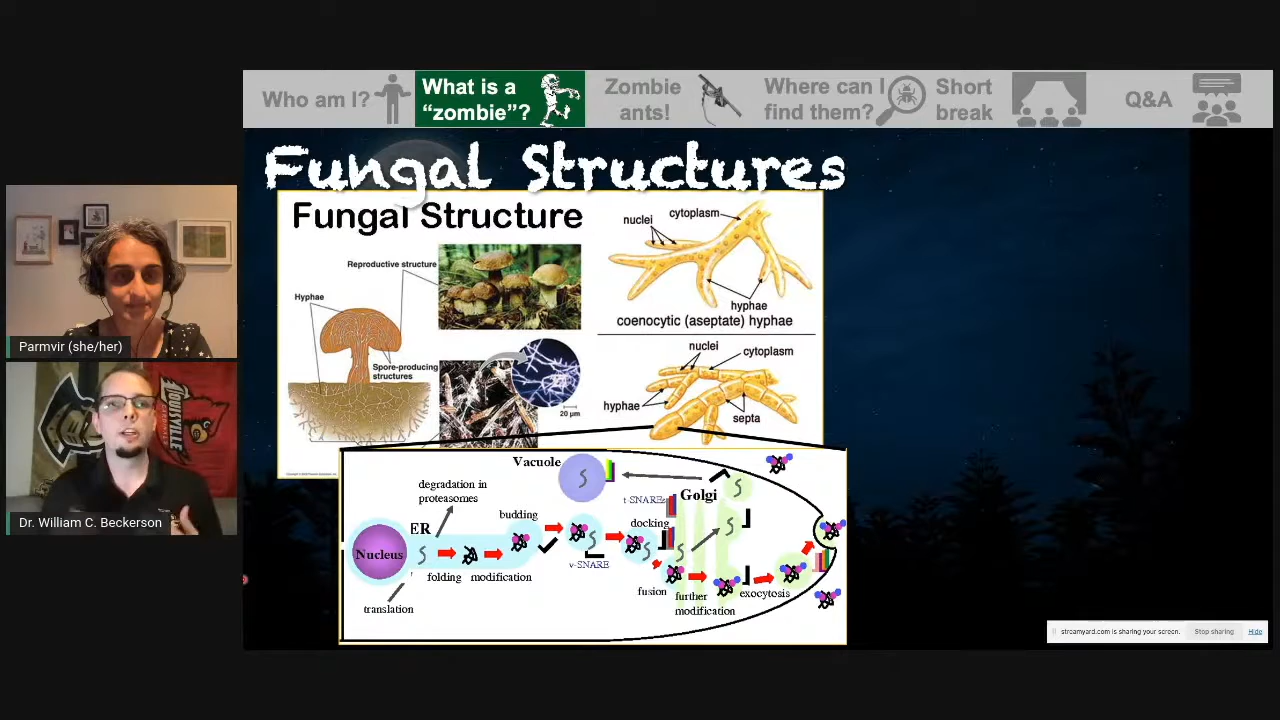 Who am I?
What is a
“zombie”?
Zombie
ants!
Where can I
find them?
Short
break
Q&A
Fungal Structures
Fungal Structure
Reproductive structure
Hyphae
Spore-producing
structures
20 µm
nuclei
cytoplasm
hyphae
coenocytic (aseptate) hyphae
nuclei
cytoplasm
hyphae
septa
Vacuole
degradation in
proteasomes
t-SNARE
Golgi
budding
docking
ER
Nucleus
v-SNARE
folding
modification
fusion
further
modification
exocytosis
translation
Parmvir (she/her)
LOUISVILLE
CARDINALS
Dr. William C. Beckerson
streamyard.com is sharing your screen.
Stop sharing
Hide